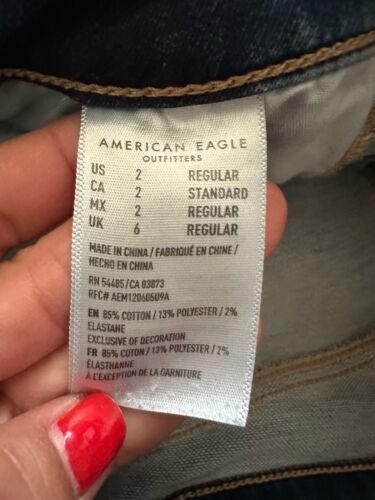 AMERICAN EAGLE
OUTFITTERS
US 2 REGULAR
CA 2 STANDARD
MX 2 REGULAR
UK 6 REGULAR
MADE IN CHINA / FABRIQUÉ EN CHINE /
HECHO EN CHINA
RN 54485/CA 03873
RFC# AEM120605U9A
EN 85% COTTON / 13% POLYESTER / 2%
ELASTANE
EXCLUSIVE OF DECORATION
FR 85% COTTON / 13% POLYESTER / 2%
ÉLASTHANNE
À L'EXCEPTION DE LA GARNITURE